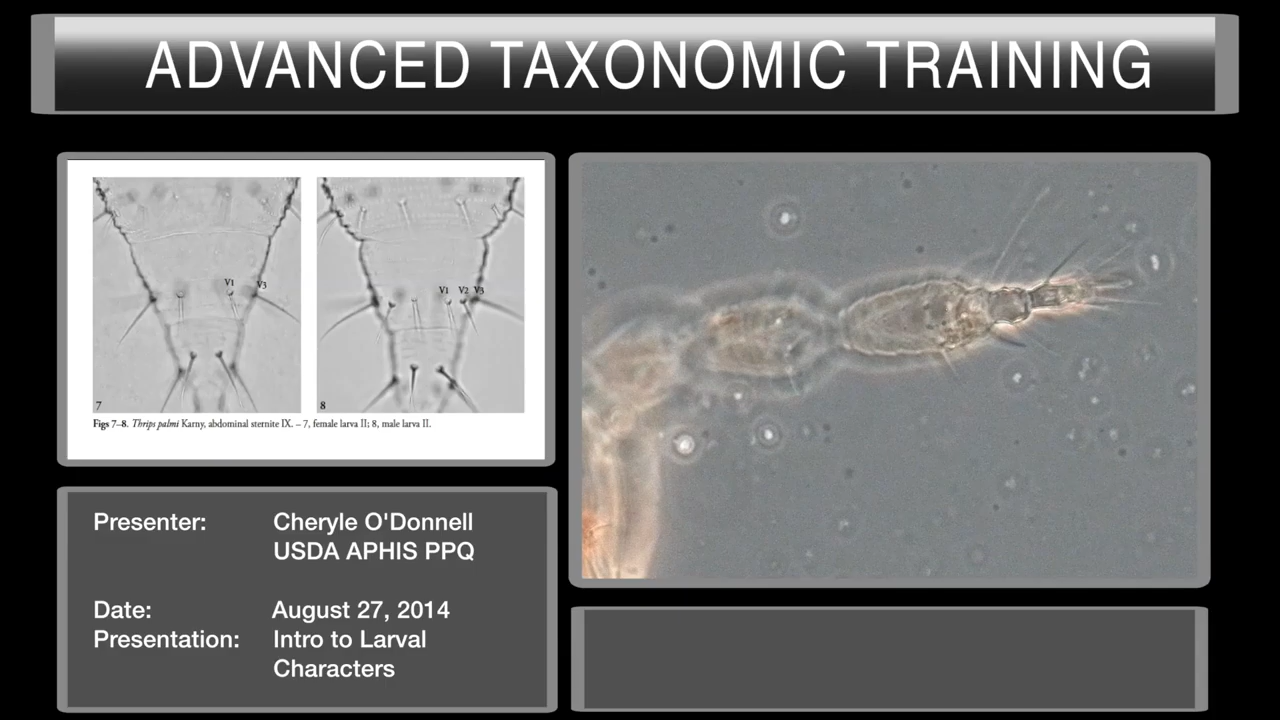 ADVANCED TAXONOMIC TRAINING
V1 V3
7
V1 V2 V3
8
Figs 7–8. Thrips palmi Karny, abdominal sternite IX. – 7, female larva II; 8, male larva II.
Presenter: Cheryle O'Donnell
USDA APHIS PPQ
Date: August 27, 2014
Presentation: Intro to Larval
Characters